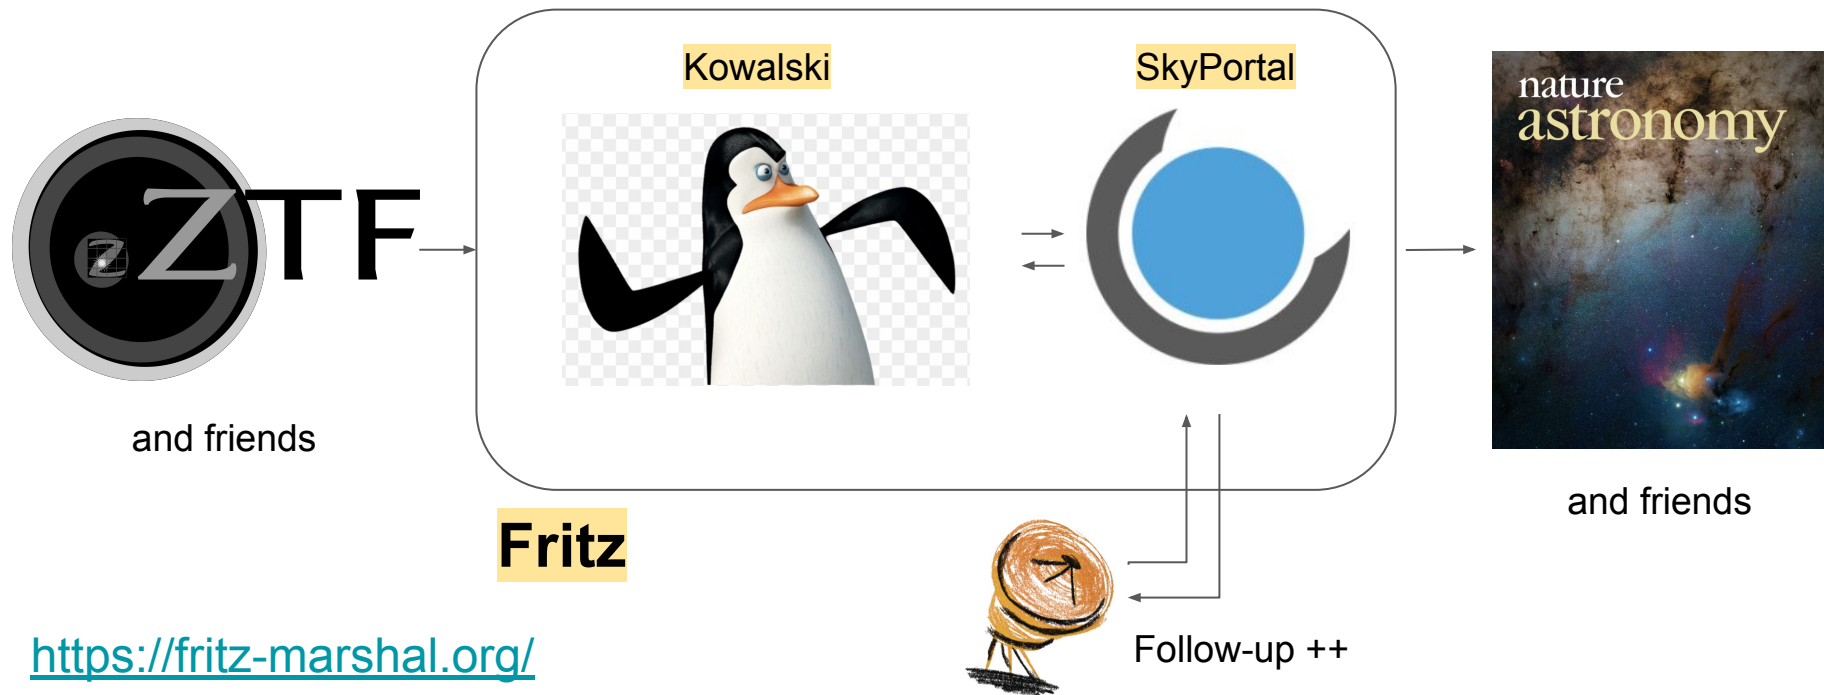 Kowalski
SkyPortal
nature
astronomy
Z
ZTF
and friends
and friends
Fritz
Follow-up ++
https://fritz-marshal.org/